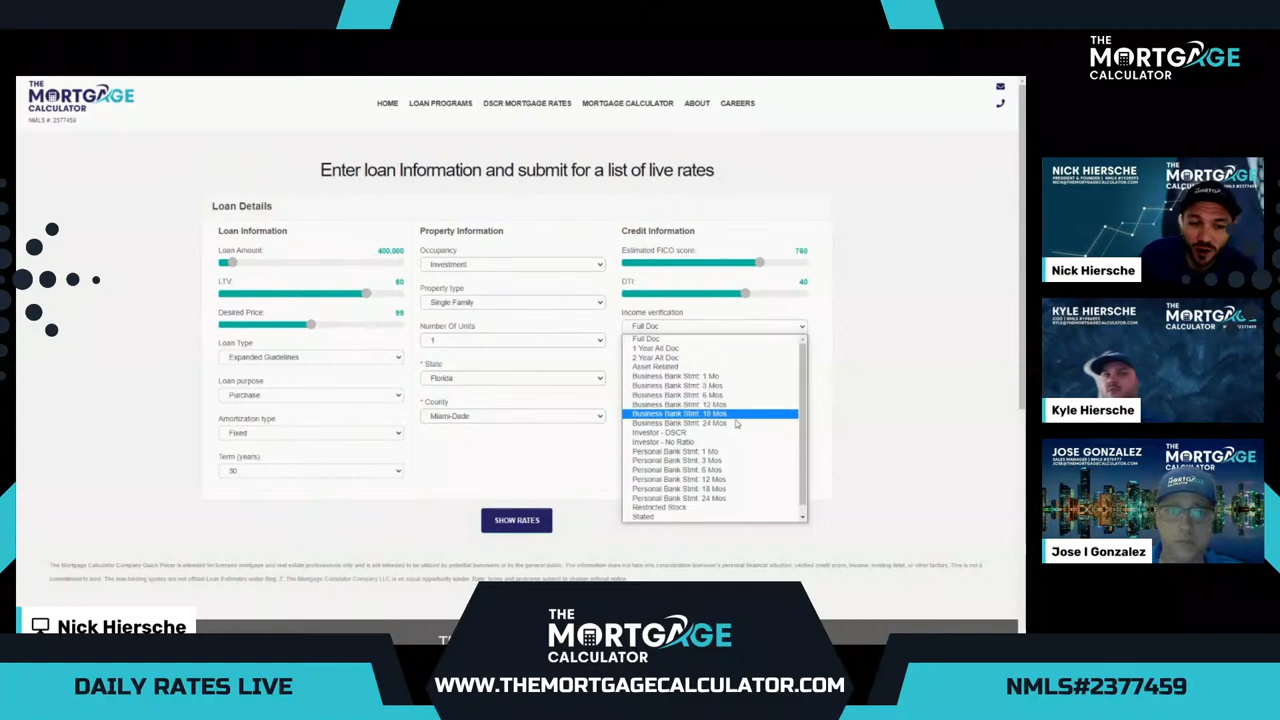 THE
MORTGAGE
CALCULATOR
THE
MORTGAGE
CALCULATOR
NMLS #: 2377459
HOME LOAN PROGRAMS DSCR MORTGAGE RATES MORTGAGE CALCULATOR ABOUT CAREERS
Enter loan Information and submit for a list of live rates
Loan Details
Loan Information
Loan Amount: 400,000
LTV: 80
Desired Price: 99
Loan Type
Expanded Guidelines
Loan purpose
Purchase
Amortization type
Fixed
Term (years)
30
Property Information
Occupancy
Investment
Property type
Single Family
Number Of Units
1
* State
Florida
* County
Miami-Dade
Credit Information
Estimated FICO score: 760
DTI: 40
Income verification
Full Doc
Full Doc
1 Year Alt Doc
2 Year Alt Doc
Asset Related
Business Bank Stmt: 1 Mo
Business Bank Stmt: 3 Mos
Business Bank Stmt: 6 Mos
Business Bank Stmt: 12 Mos
Business Bank Stmt: 18 Mos
Business Bank Stmt: 24 Mos
Investor - DSCR
Investor - No Ratio
Personal Bank Stmt: 1 Mo
Personal Bank Stmt: 3 Mos
Personal Bank Stmt: 6 Mos
Personal Bank Stmt: 12 Mos
Personal Bank Stmt: 18 Mos
Personal Bank Stmt: 24 Mos
Restricted Stock
Stated
SHOW RATES
NICK HIERSCHE
PRESIDENT & FOUNDER
Nick Hiersche
KYLE HIERSCHE
Kyle Hiersche
JOSE GONZALEZ
SALES MANAGER
Jose I Gonzalez
Nick Hiersche
THE
MORTGAGE
CALCULATOR
DAILY RATES LIVE
WWW.THEMORTGAGECALCULATOR.COM
NMLS#2377459